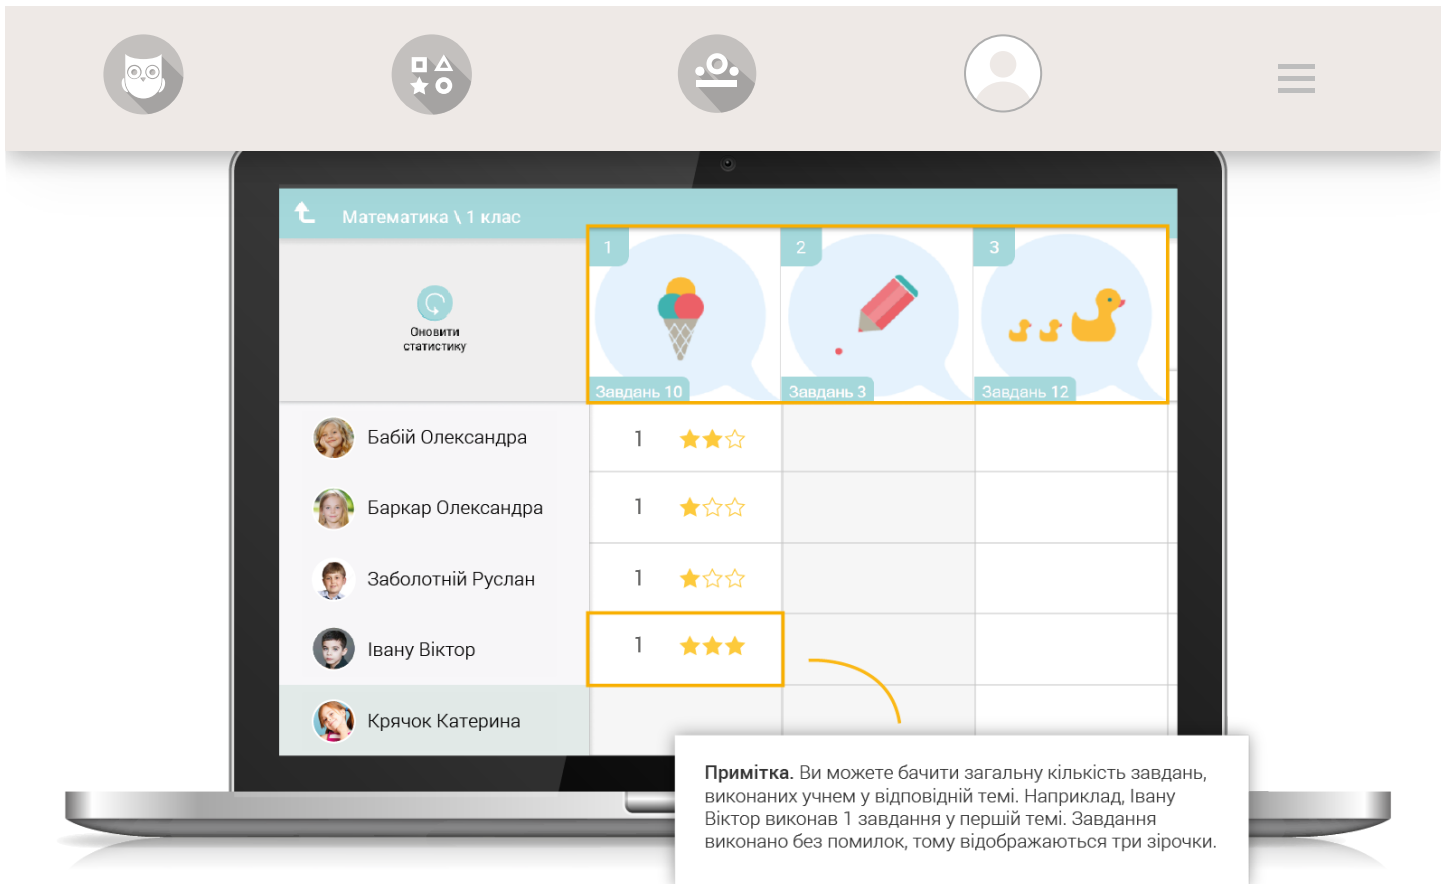 Математика \ 1 клас
1
2
3
Оновити
статистику
Завдань 10
Завдань 3
Завдань 12
Бабій Олександра
1
Баркар Олександра
1
Заболотній Руслан
1
Івану Віктор
1
Крячок Катерина
Примітка. Ви можете бачити загальну кількість завдань,
виконаних учнем у відповідній темі. Наприклад, Івану
Віктор виконав 1 завдання у першій темі. Завдання
виконано без помилок, тому відображаються три зірочки.